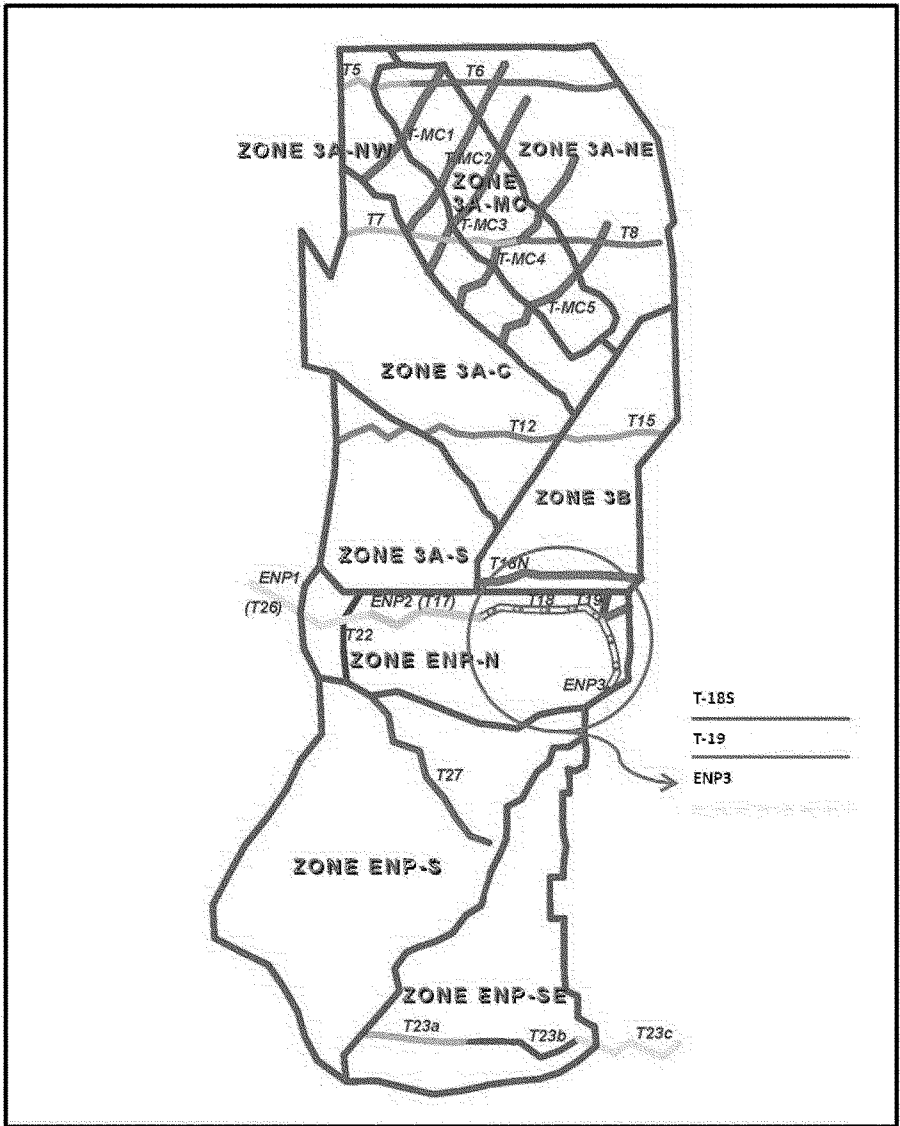 T5
T6
T-MC1
ZONE 3A-NW
T-MC2
ZONE 3A-NE
ZONE
3A-MC
T7
T-MC3
T8
T-MC4
T-MC5
ZONE 3A-C
T12
T15
ZONE 3B
ZONE 3A-S
T18N
ENP1
(T26)
ENP2 (T17)
T18
T19
T22
ZONE ENP-N
ENP3
T-18S
T-19
ENP3
T27
ZONE ENP-S
ZONE ENP-SE
T23a
T23b
T23c